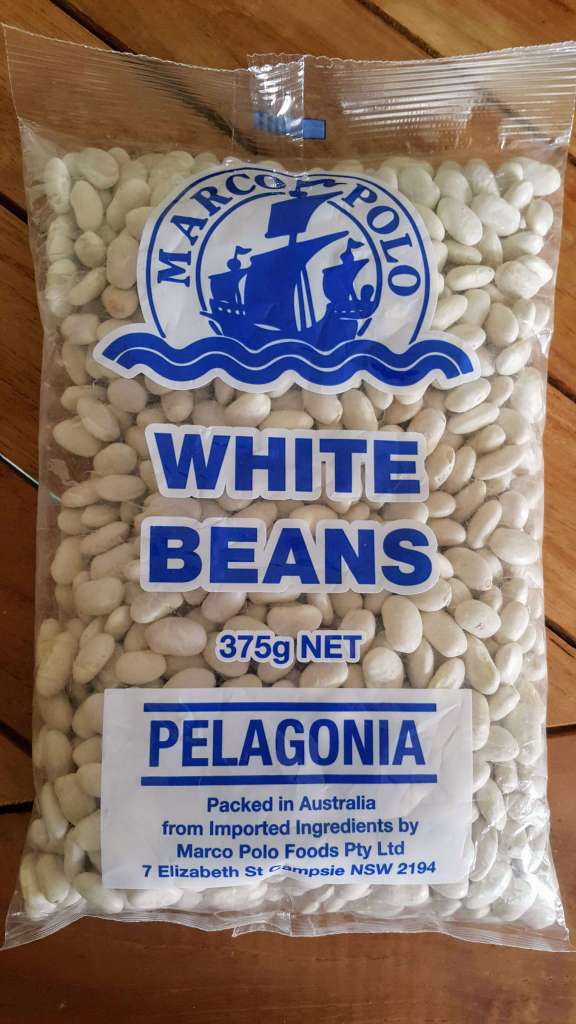 MARCO POLO
WHITE
BEANS
375g NET
PELAGONIA
Packed in Australia
from Imported Ingredients by
Marco Polo Foods Pty Ltd
7 Elizabeth St Campsie NSW 2194